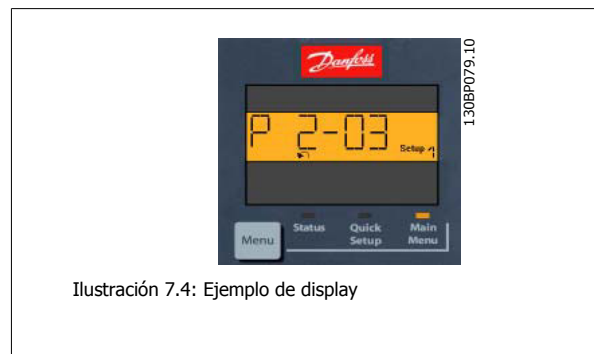 Danfoss
130BP079.10
P 2-03
Setup 1
Menu
Status
Quick Setup
Main Menu
Ilustración 7.4: Ejemplo de display